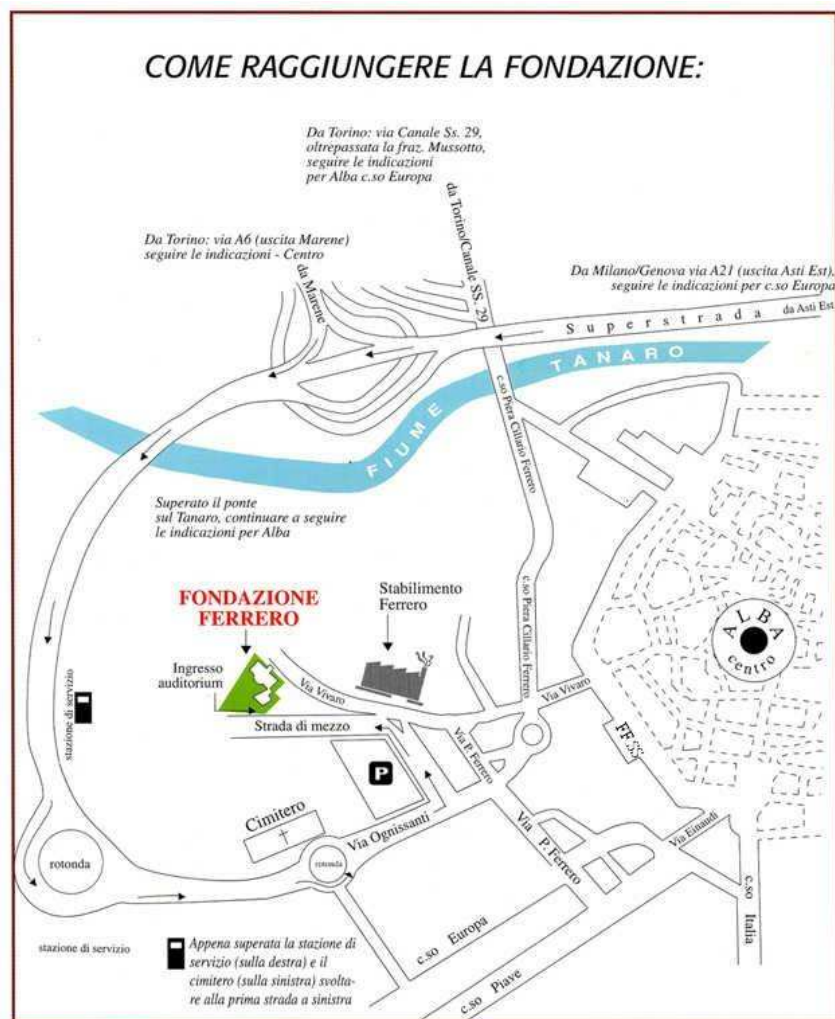 COME RAGGIUNGERE LA FONDAZIONE:
Da Torino: via Canale Ss. 29,
oltrepassata la fraz. Mussotto,
seguire le indicazioni
per Alba c.so Europa
da Torino/Canale SS. 29
Da Torino: via A6 (uscita Marene)
seguire le indicazioni - Centro
da Marene
Da Milano/Genova via A21 (uscita Asti Est),
seguire le indicazioni per c.so Europa
Superstrada
da Asti Est
FIUME TANARO
c.so Piera Cillario Ferrero
Superato il ponte
sul Tanaro, continuare a seguire
le indicazioni per Alba
FONDAZIONE
FERRERO
Stabilimento
Ferrero
c.so Piera Cillario Ferrero
ALBA
centro
Ingresso
auditorium
Via Vivaro
Via Vivaro
stazione di servizio
Strada di mezzo
Via P. Ferrero
FF.SS
P
Cimitero
Via Ognissanti
Via P. Ferrero
Via Einaudi
rotonda
rotonda
c.so Italia
c.so Europa
c.so Piave
stazione di servizio
Appena superata la stazione di
servizio (sulla destra) e il
cimitero (sulla sinistra) svolta-
re alla prima strada a sinistra